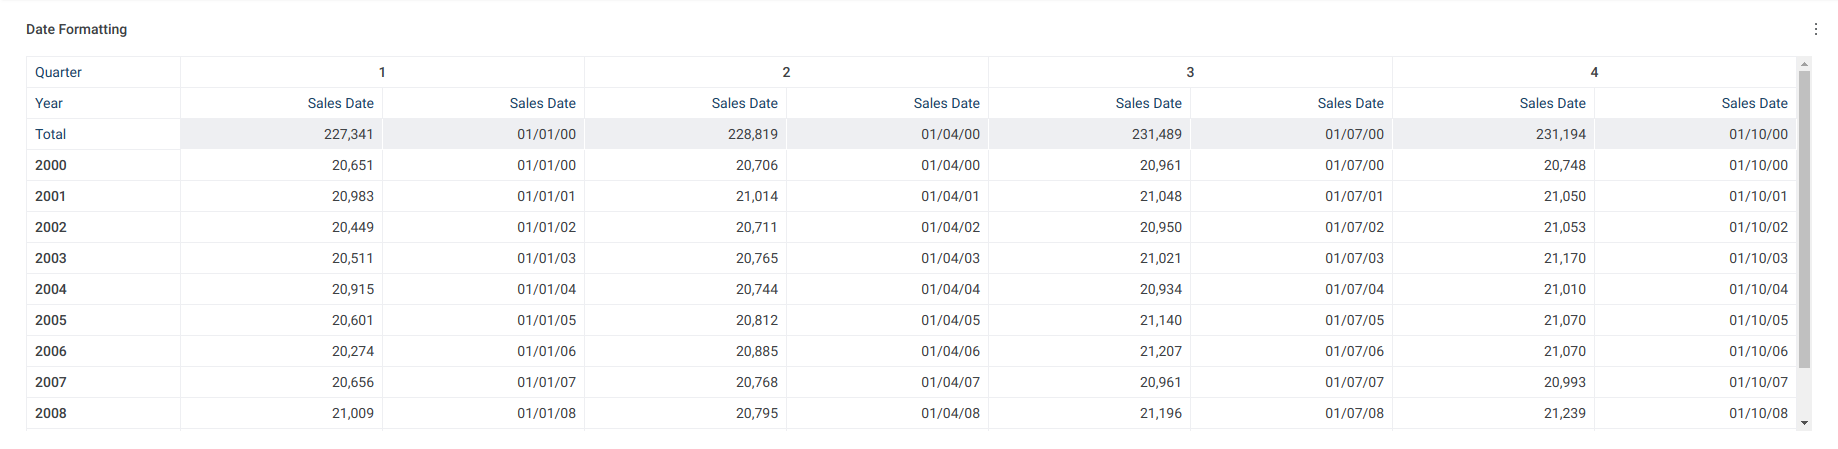 Date Formatting
Quarter 1 2 3 4
Year Sales Date Sales Date Sales Date Sales Date Sales Date Sales Date Sales Date Sales Date
Total 227,341 01/01/00 228,819 01/04/00 231,489 01/07/00 231,194 01/10/00
2000 20,651 01/01/00 20,706 01/04/00 20,961 01/07/00 20,748 01/10/00
2001 20,983 01/01/01 21,014 01/04/01 21,048 01/07/01 21,050 01/10/01
2002 20,449 01/01/02 20,711 01/04/02 20,950 01/07/02 21,053 01/10/02
2003 20,511 01/01/03 20,765 01/04/03 21,021 01/07/03 21,170 01/10/03
2004 20,915 01/01/04 20,744 01/04/04 20,934 01/07/04 21,010 01/10/04
2005 20,601 01/01/05 20,812 01/04/05 21,140 01/07/05 21,070 01/10/05
2006 20,274 01/01/06 20,885 01/04/06 21,207 01/07/06 21,070 01/10/06
2007 20,656 01/01/07 20,768 01/04/07 20,961 01/07/07 20,993 01/10/07
2008 21,009 01/01/08 20,795 01/04/08 21,196 01/07/08 21,239 01/10/08